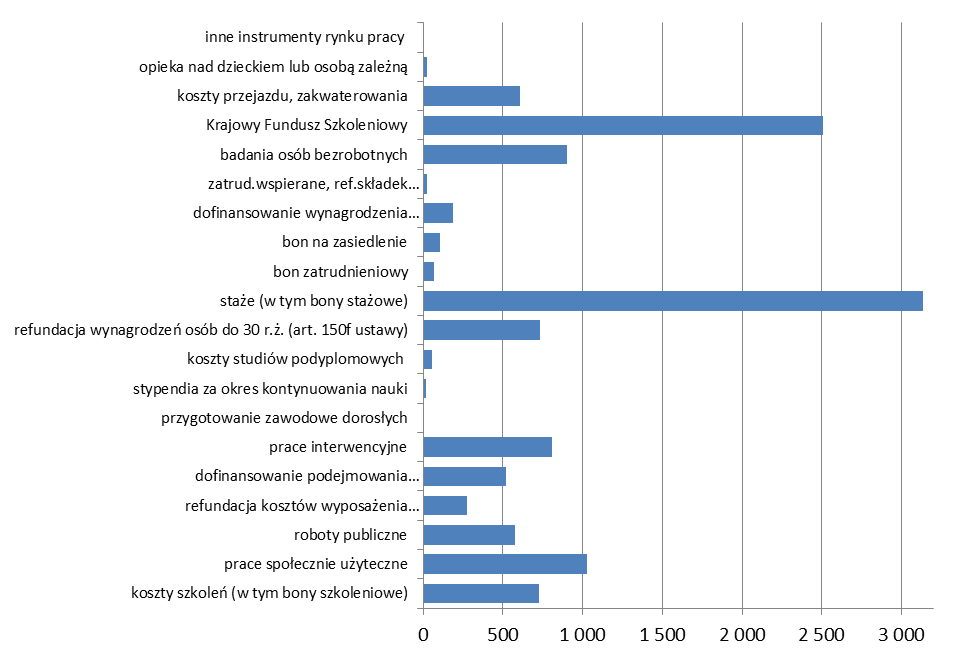 inne instrumenty rynku pracy
opieka nad dzieckiem lub osobą zależną
koszty przejazdu, zakwaterowania
Krajowy Fundusz Szkoleniowy
badania osób bezrobotnych
zatrud.wspierane, ref.składek...
dofinansowanie wynagrodzenia...
bon na zasiedlenie
bon zatrudnieniowy
staże (w tym bony stażowe)
refundacja wynagrodzeń osób do 30 r.ż. (art. 150f ustawy)
koszty studiów podyplomowych
stypendia za okres kontynuowania nauki
przygotowanie zawodowe dorosłych
prace interwencyjne
dofinansowanie podejmowania...
refundacja kosztów wyposażenia...
roboty publiczne
prace społecznie użyteczne
koszty szkoleń (w tym bony szkoleniowe)
0 500 1 000 1 500 2 000 2 500 3 000